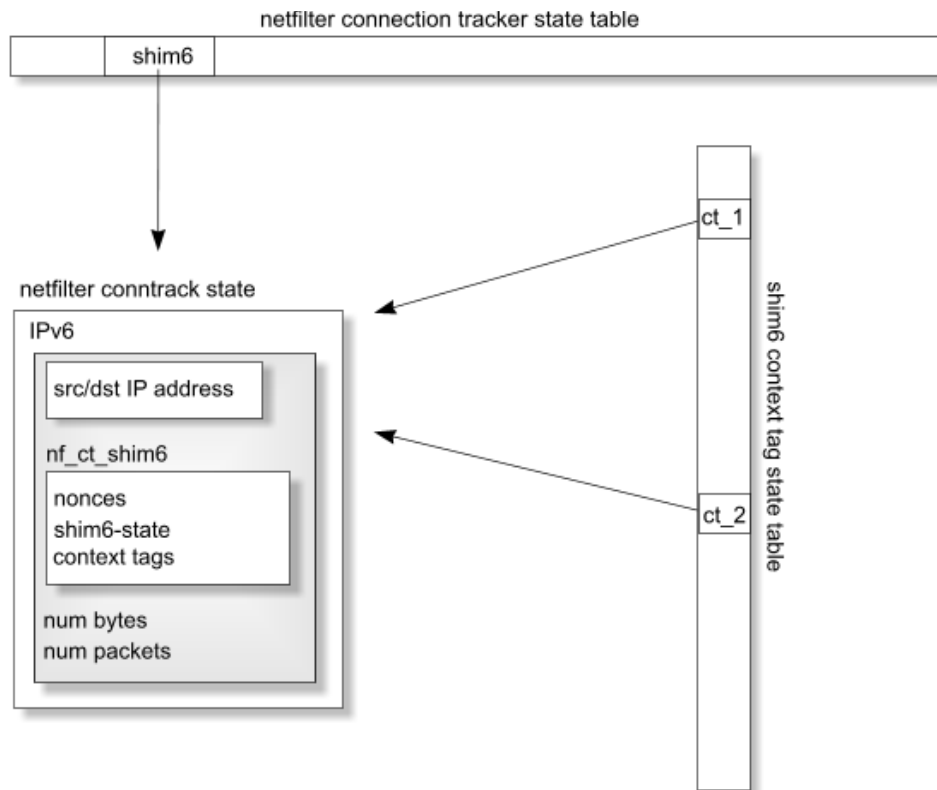 netfilter connection tracker state table
shim6
ct_1
netfilter conntrack state
IPv6
src/dst IP address
nf_ct_shim6
nonces
shim6-state
context tags
num bytes
num packets
ct_2
shim6 context tag state table